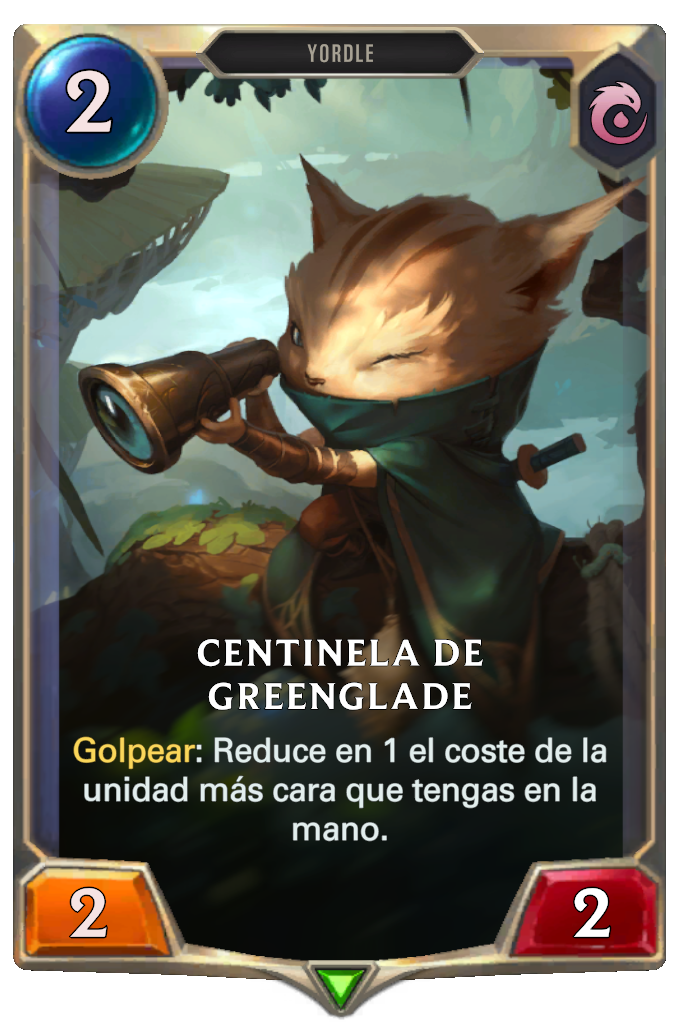 2
YORDLE
CENTINELA DE
GREENGLADE
Golpear: Reduce en 1 el coste de la
unidad más cara que tengas en la
mano.
2
2